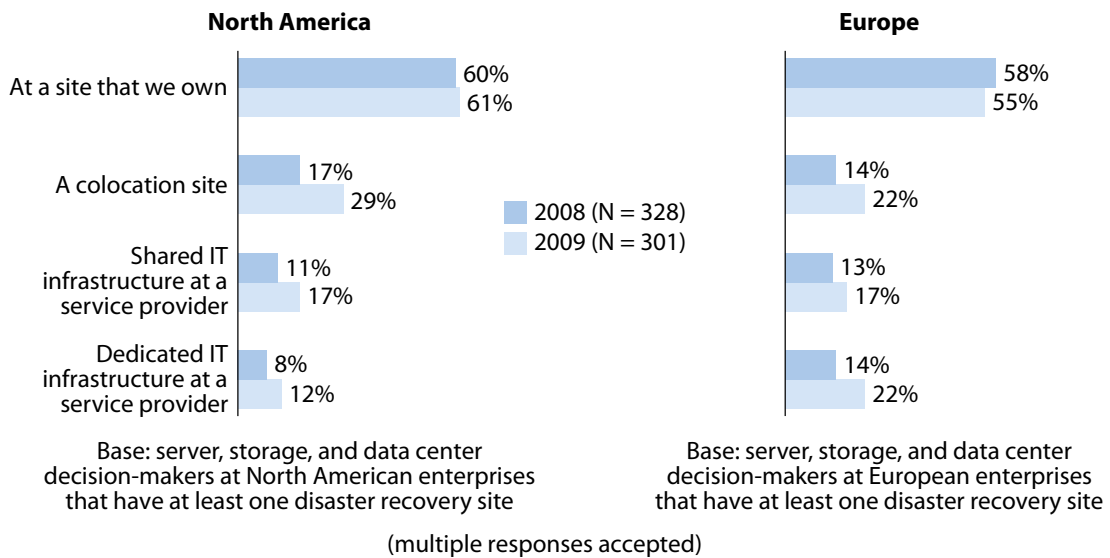 North America
Europe
At a site that we own
60%
61%
58%
55%
A colocation site
17%
29%
14%
22%
2008 (N = 328)
2009 (N = 301)
Shared IT
infrastructure at a
service provider
11%
17%
13%
17%
Dedicated IT
infrastructure at a
service provider
8%
12%
14%
22%
Base: server, storage, and data center
decision-makers at North American enterprises
that have at least one disaster recovery site
Base: server, storage, and data center
decision-makers at European enterprises
that have at least one disaster recovery site
(multiple responses accepted)